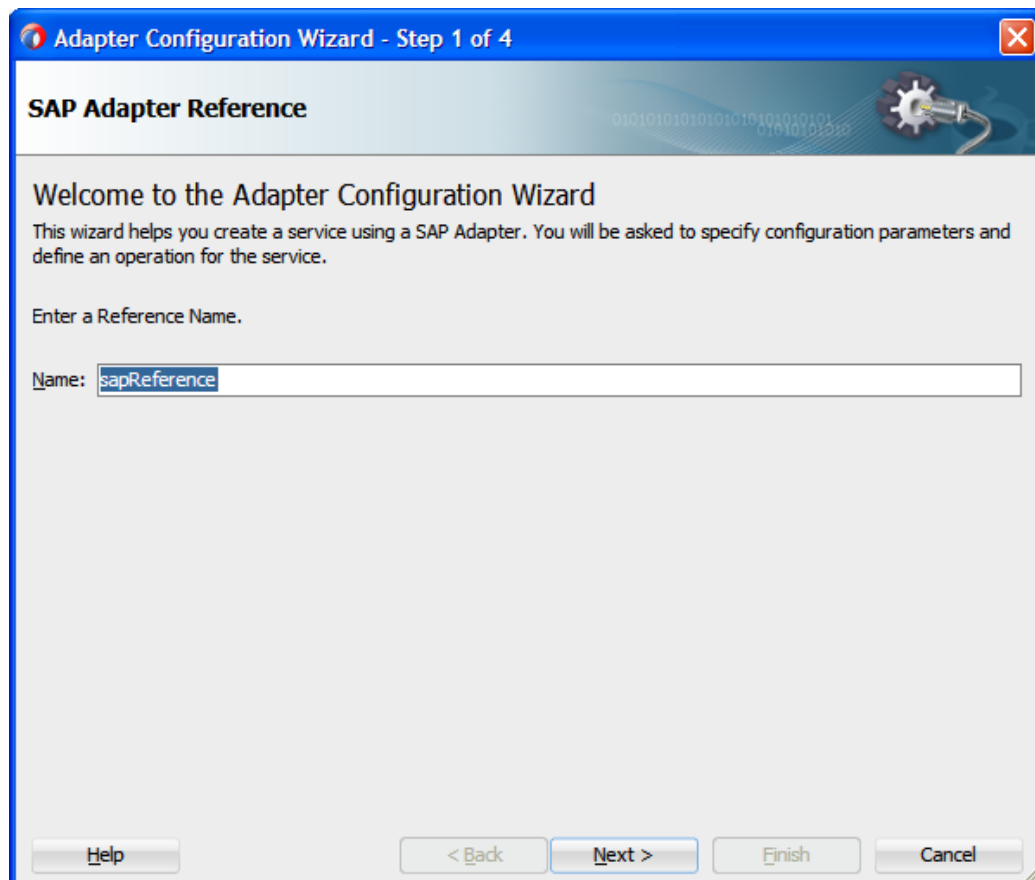 Adapter Configuration Wizard - Step 1 of 4
SAP Adapter Reference
0101010101010101010101010101
01010101010
Welcome to the Adapter Configuration Wizard
This wizard helps you create a service using a SAP Adapter. You will be asked to specify configuration parameters and
define an operation for the service.
Enter a Reference Name.
Name: sapReference
Help < Back Next > Finish Cancel